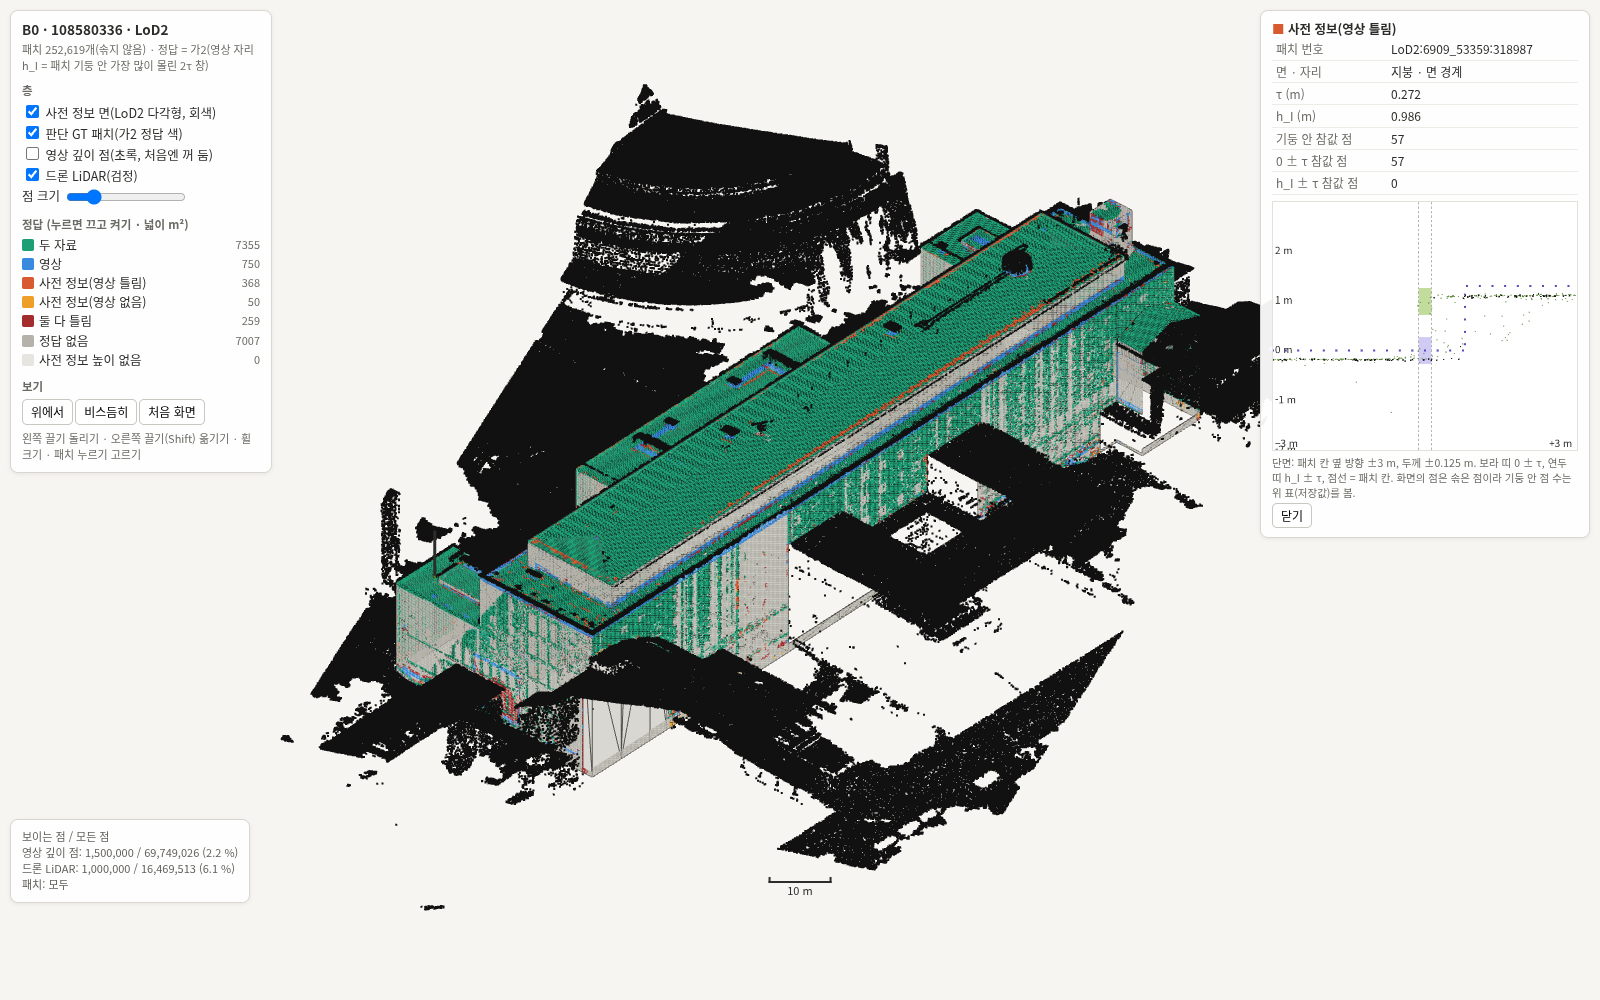 B0 · 108580336 · LoD2
패치 252,619개(솎지 않음) · 정답 = 가2(영상 자리
h_I = 패치 기둥 안 가장 많이 몰린 2τ 창)
층
사전 정보 면(LoD2 다각형, 회색)
판단 GT 패치(가2 정답 색)
영상 깊이 점(초록, 처음엔 꺼 둠)
드론 LiDAR(검정)
점 크기
정답 (누르면 끄고 켜기 · 넓이 m²)
두 자료 7355
영상 750
사전 정보(영상 틀림) 368
사전 정보(영상 없음) 50
둘 다 틀림 259
정답 없음 7007
사전 정보 높이 없음 0
보기
위에서 비스듬히 처음 화면
왼쪽 끌기 돌리기 · 오른쪽 끌기(Shift) 옮기기 · 휠
크기 · 패치 누르기 고르기
보이는 점 / 모든 점
영상 깊이 점: 1,500,000 / 69,749,026 (2.2 %)
드론 LiDAR: 1,000,000 / 16,469,513 (6.1 %)
패치: 모두
10 m
사전 정보(영상 틀림)
패치 번호 LoD2:6909_53359:318987
면 · 자리 지붕 · 면 경계
τ (m) 0.272
h_I (m) 0.986
기둥 안 참값 점 57
0 ± τ 참값 점 57
h_I ± τ 참값 점 0
2 m
1 m
0 m
-1 m
-3 m +3 m
단면: 패치 칸 옆 방향 ±3 m, 두께 ±0.125 m. 보라 띠 0 ± τ, 연두
띠 h_I ± τ, 점선 = 패치 칸. 화면의 점은 솎은 점이라 기둥 안 점 수는
위 표(저장값)를 봄.
닫기